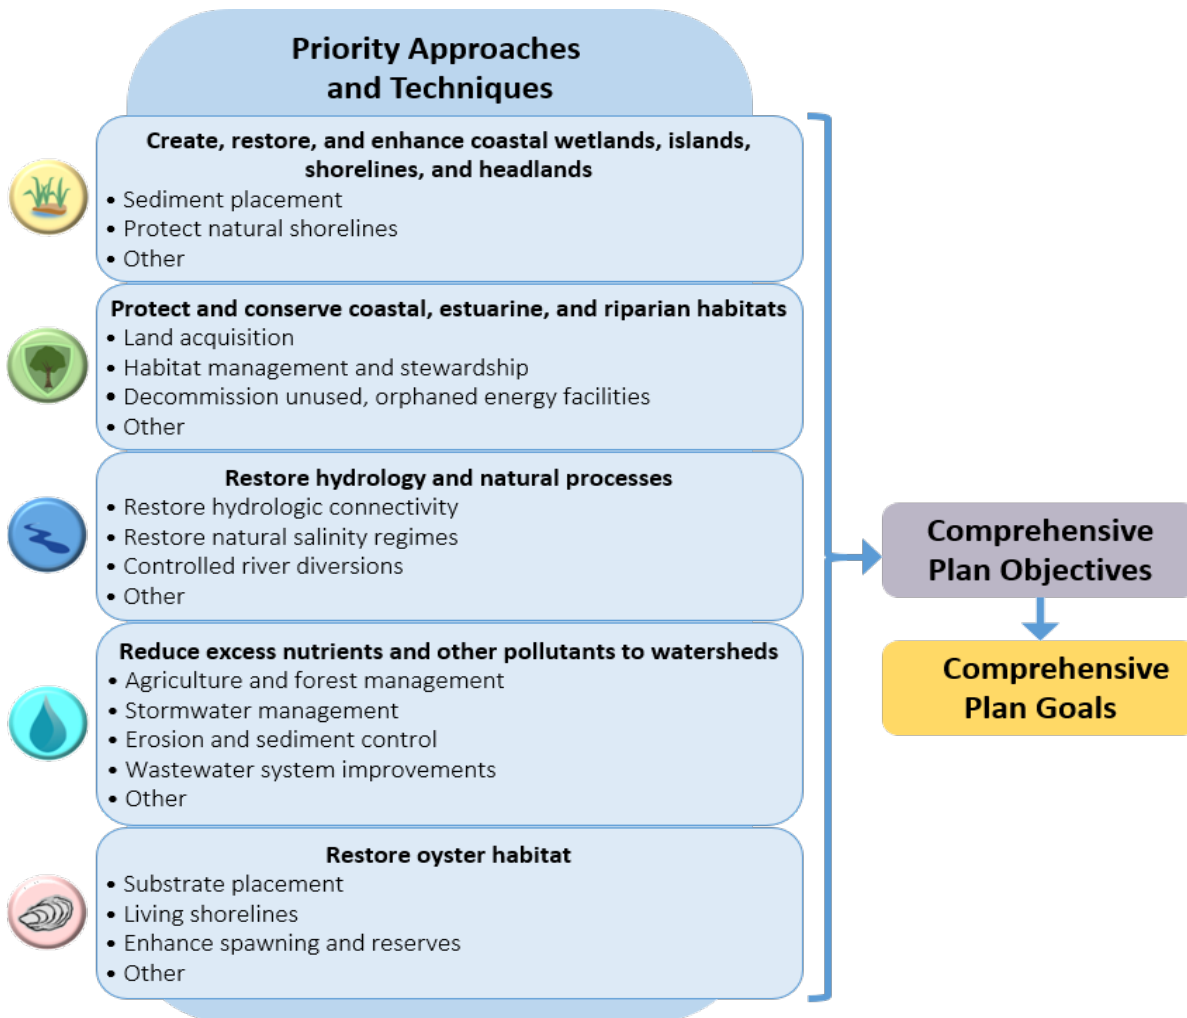 Priority Approaches
and Techniques
Create, restore, and enhance coastal wetlands, islands,
shorelines, and headlands
• Sediment placement
• Protect natural shorelines
• Other
Protect and conserve coastal, estuarine, and riparian habitats
• Land acquisition
• Habitat management and stewardship
• Decommission unused, orphaned energy facilities
• Other
Restore hydrology and natural processes
• Restore hydrologic connectivity
• Restore natural salinity regimes
• Controlled river diversions
• Other
Reduce excess nutrients and other pollutants to watersheds
• Agriculture and forest management
• Stormwater management
• Erosion and sediment control
• Wastewater system improvements
• Other
Restore oyster habitat
• Substrate placement
• Living shorelines
• Enhance spawning and reserves
• Other
Comprehensive
Plan Objectives
Comprehensive
Plan Goals